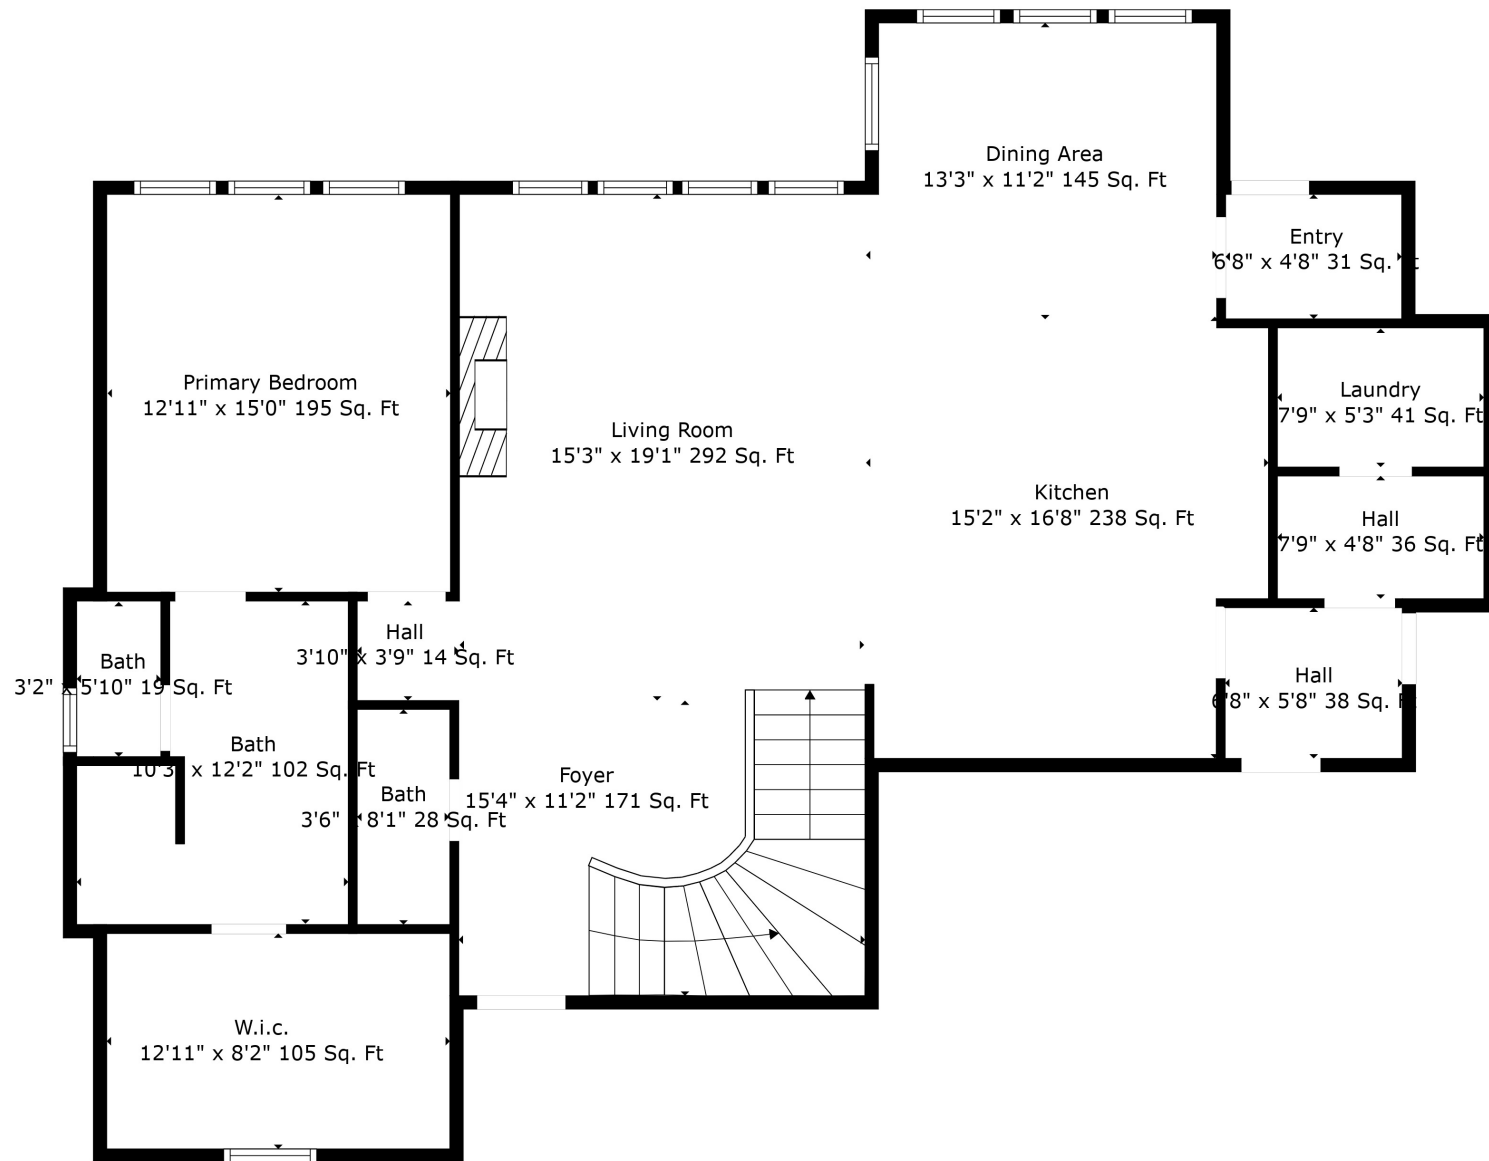 Dining Area
13'3" x 11'2" 145 Sq. Ft
Entry
6'8" x 4'8" 31 Sq. Ft
Primary Bedroom
12'11" x 15'0" 195 Sq. Ft
Laundry
7'9" x 5'3" 41 Sq. Ft
Living Room
15'3" x 19'1" 292 Sq. Ft
Kitchen
15'2" x 16'8" 238 Sq. Ft
Hall
7'9" x 4'8" 36 Sq. Ft
Hall
3'10" x 3'9" 14 Sq. Ft
Bath
3'2" x 5'10" 19 Sq. Ft
Hall
6'8" x 5'8" 38 Sq. Ft
Bath
10'3" x 12'2" 102 Sq. Ft
Foyer
15'4" x 11'2" 171 Sq. Ft
Bath
3'6" x 8'1" 28 Sq. Ft
W.i.c.
12'11" x 8'2" 105 Sq. Ft